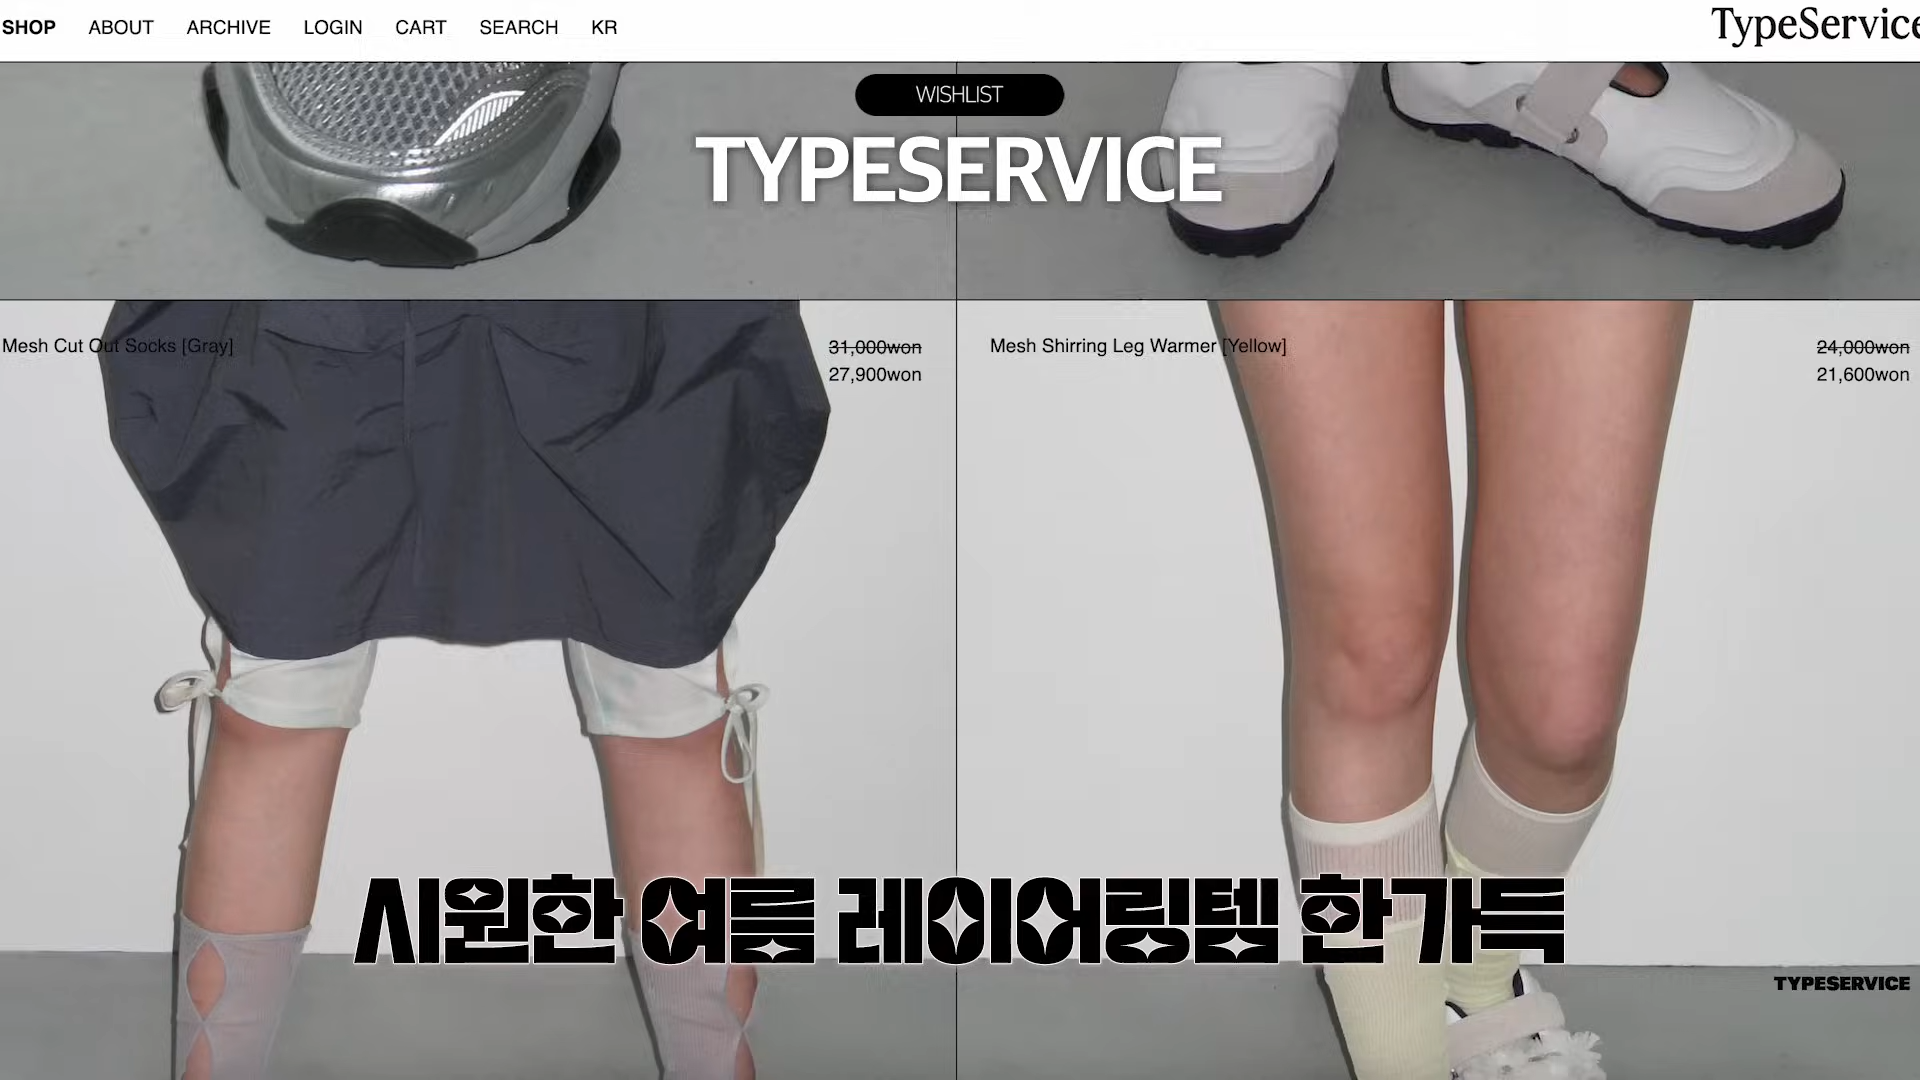 SHOP ABOUT ARCHIVE LOGIN CART SEARCH KR
TypeService
WISHLIST
TYPESERVICE
Mesh Cut Out Socks [Gray]
31,000won
27,900won
Mesh Shirring Leg Warmer [Yellow]
24,000won
21,600won
시원한 여름 레이어링템 한가득
TYPESERVICE